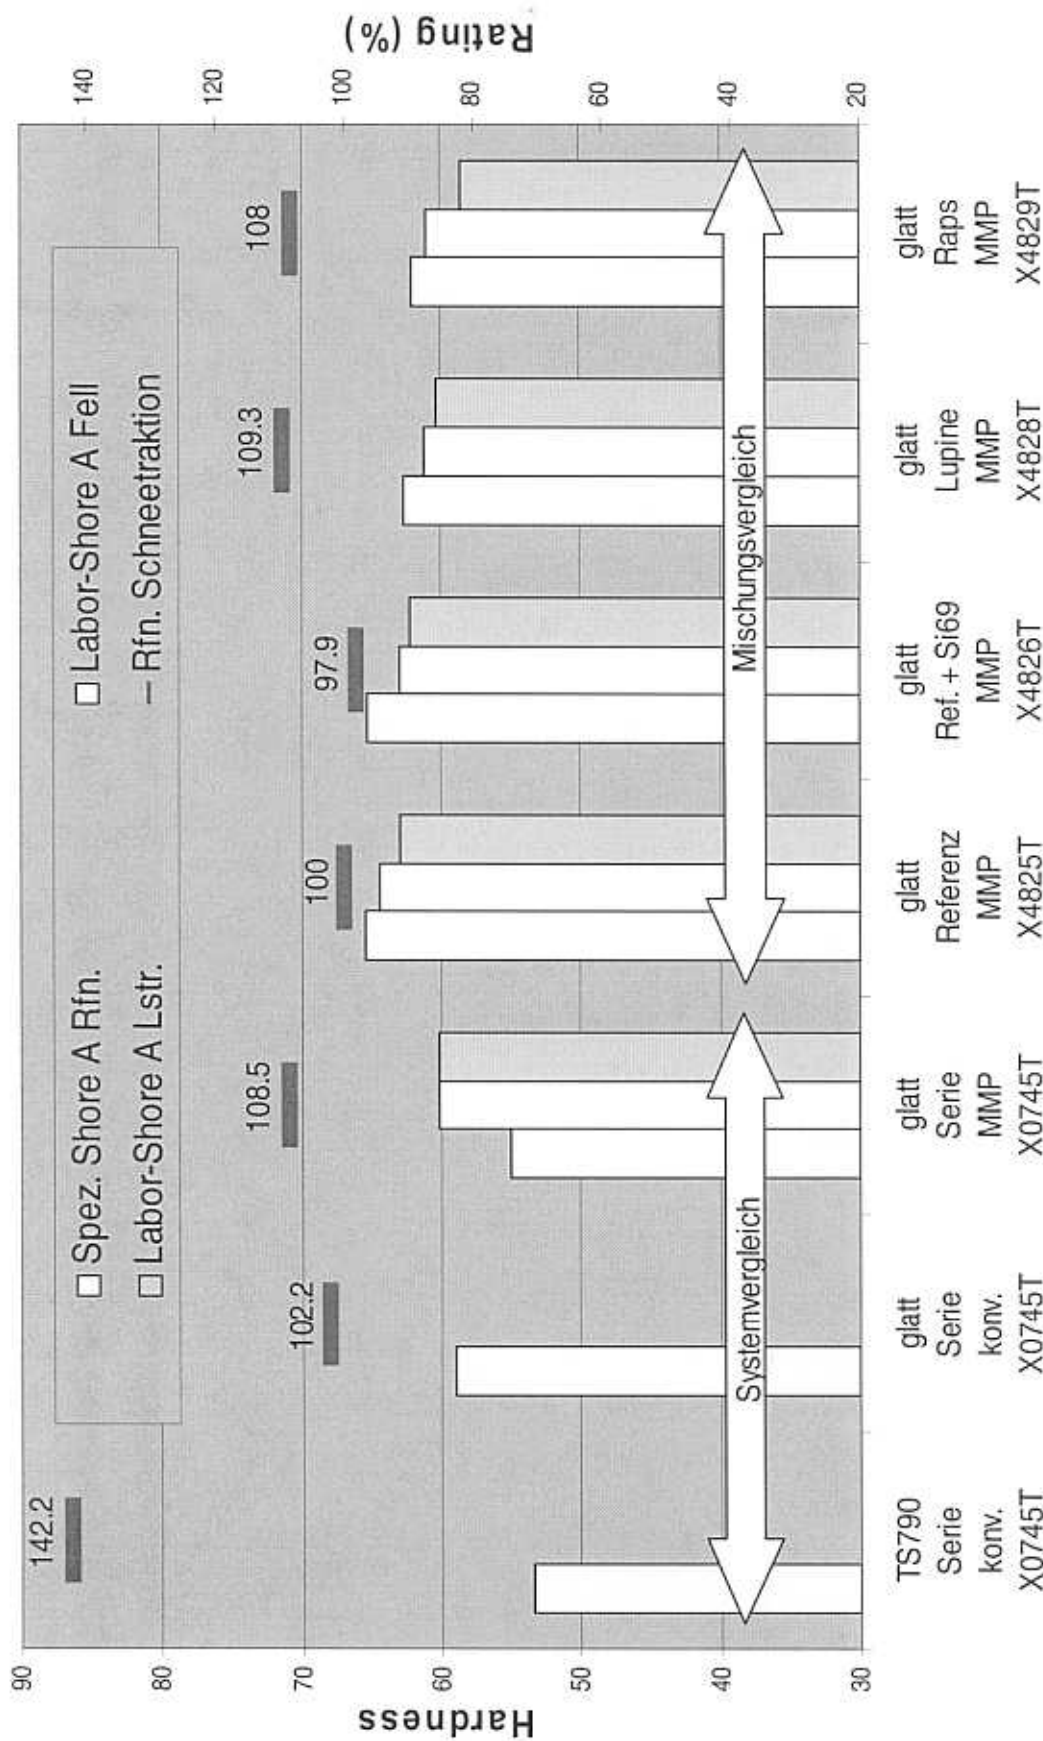 Hardness
90
80
70
60
50
40
30
Rating (%)
140
120
100
80
60
40
20
Spez. Shore A Rfn.
Labor-Shore A Fell
Labor-Shore A Lstr.
Rfn. Schneetraktion
142.2
102.2
108.5
100
97.9
109.3
108
Systemvergleich
Mischungsvergleich
TS790
Serie
konv.
X0745T
glatt
Serie
konv.
X0745T
glatt
Serie
MMP
X0745T
glatt
Referenz
MMP
X4825T
glatt
Ref. + Si69
MMP
X4826T
glatt
Lupine
MMP
X4828T
glatt
Raps
MMP
X4829T